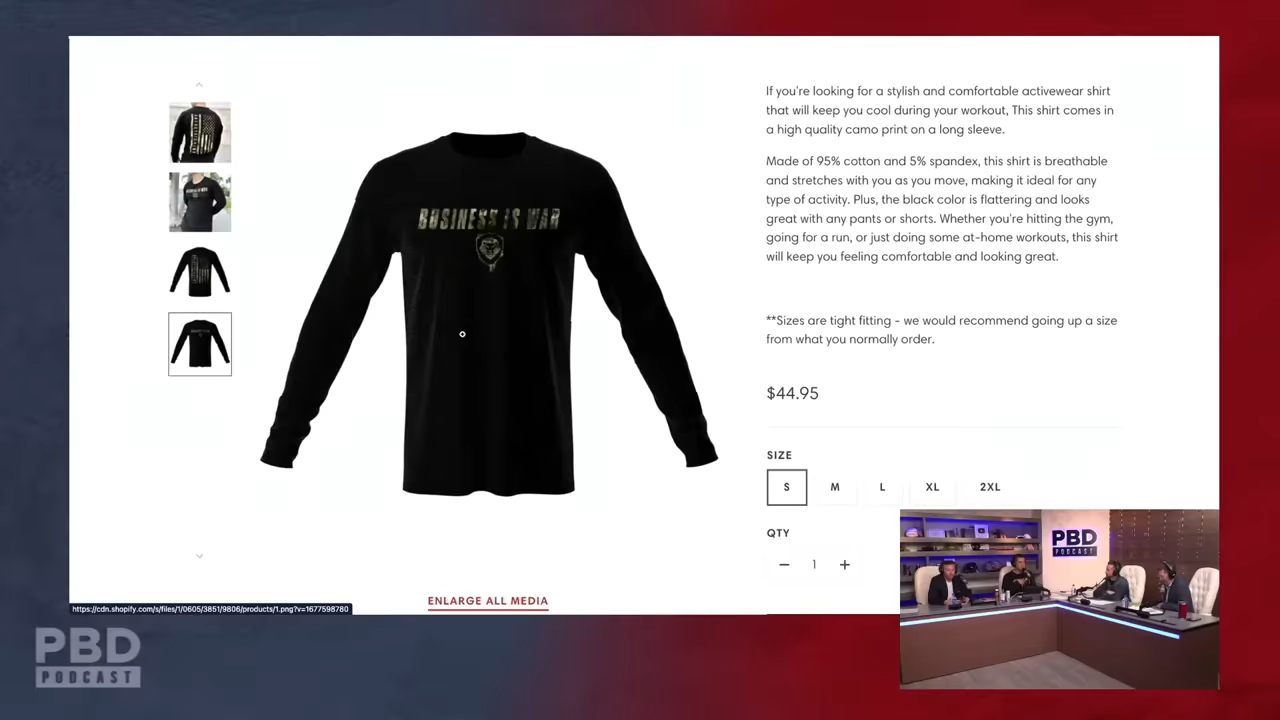 If you're looking for a stylish and comfortable activewear shirt
that will keep you cool during your workout, This shirt comes in
a high quality camo print on a long sleeve.
Made of 95% cotton and 5% spandex, this shirt is breathable
and stretches with you as you move, making it ideal for any
type of activity. Plus, the black color is flattering and looks
great with any pants or shorts. Whether you're hitting the gym,
going for a run, or just doing some at-home workouts, this shirt
will keep you feeling comfortable and looking great.
BUSINESS IS WAR
**Sizes are tight fitting - we would recommend going up a size
from what you normally order.
$44.95
SIZE
S M L XL 2XL
QTY
− 1 +
PBD
PODCAST
ENLARGE ALL MEDIA
https://cdn.shopify.com/s/files/1/0605/3851/9806/products/1.png?v=1677598780
PBD
PODCAST